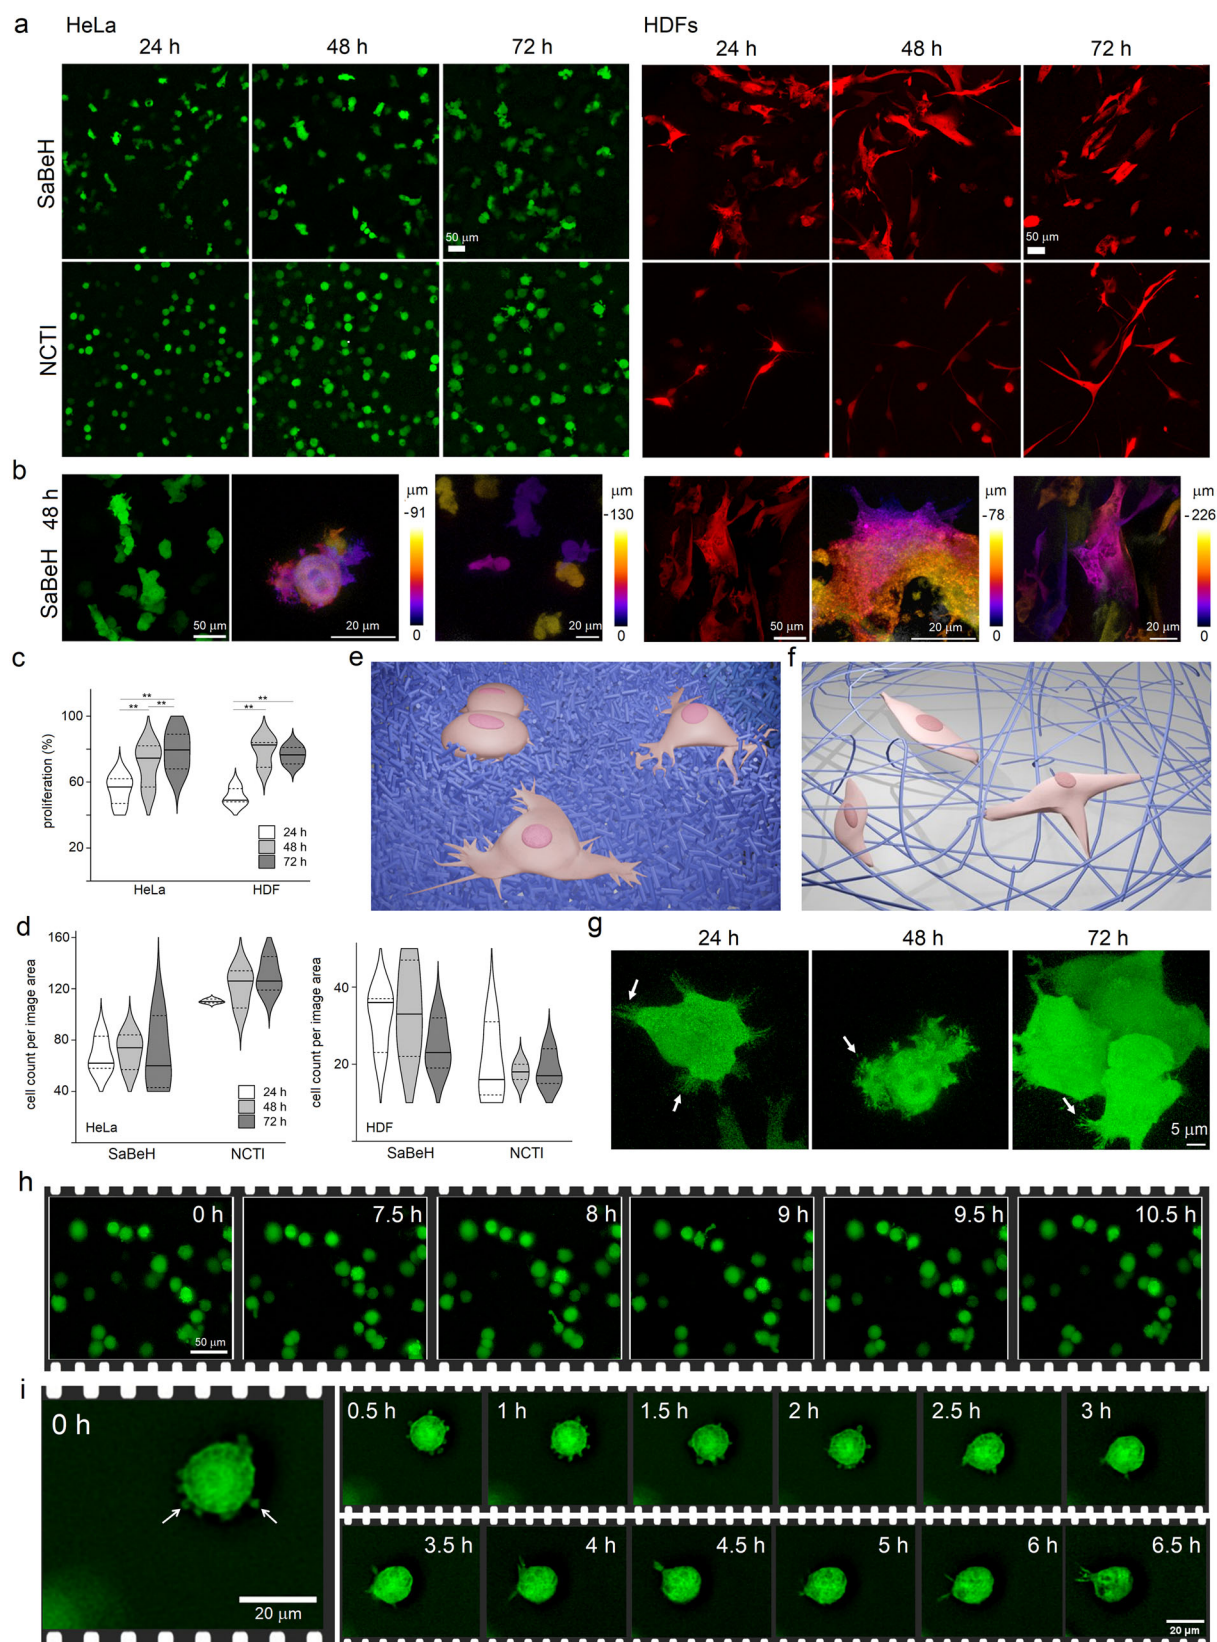 a
HeLa
HDFs
24 h 48 h 72 h
24 h 48 h 72 h
SaBeH
50 µm
50 µm
NCTI
b
SaBeH 48 h
50 µm
20 µm
µm
-91
0
20 µm
µm
-130
0
50 µm
20 µm
µm
-78
0
20 µm
µm
-226
0
c
proliferation (%)
100
60
20
** ** **
** **
24 h
48 h
72 h
HeLa HDF
e
f
d
cell count per image area
160
120
80
40
24 h
48 h
72 h
HeLa
SaBeH NCTI
cell count per image area
40
20
HDF
SaBeH NCTI
g
24 h 48 h 72 h
5 µm
h
0 h 7.5 h 8 h 9 h 9.5 h 10.5 h
50 µm
i
0 h
20 µm
0.5 h 1 h 1.5 h 2 h 2.5 h 3 h
3.5 h 4 h 4.5 h 5 h 6 h 6.5 h
20 µm